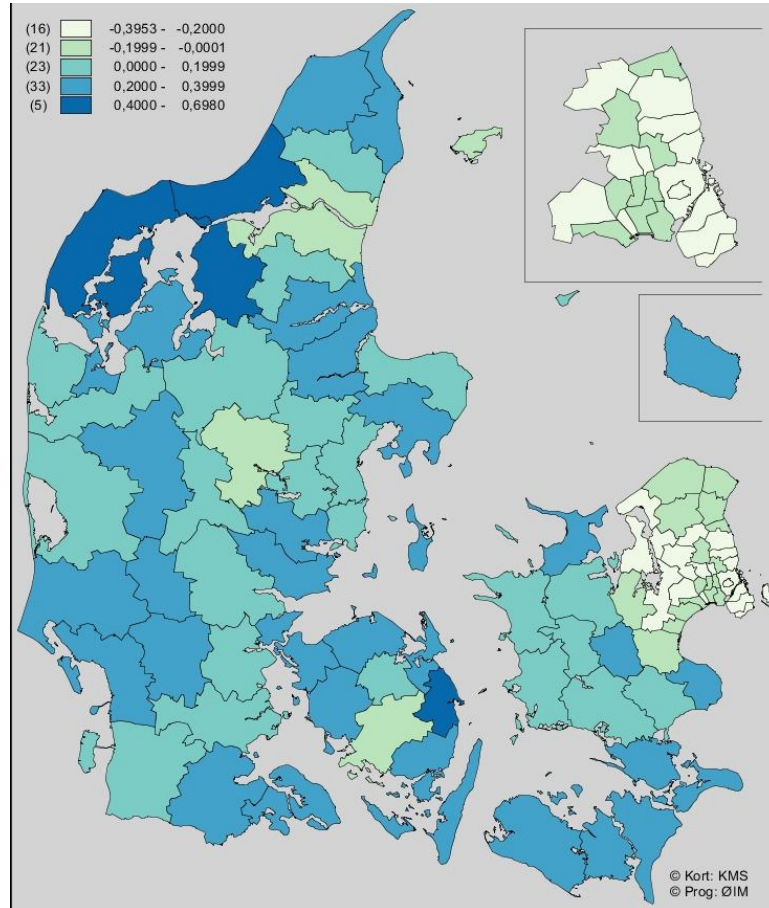 (16) -0,3953 - -0,2000
(21) -0,1999 - -0,0001
(23) 0,0000 - 0,1999
(33) 0,2000 - 0,3999
(5) 0,4000 - 0,6980
© Kort: KMS
© Prog: ØIM